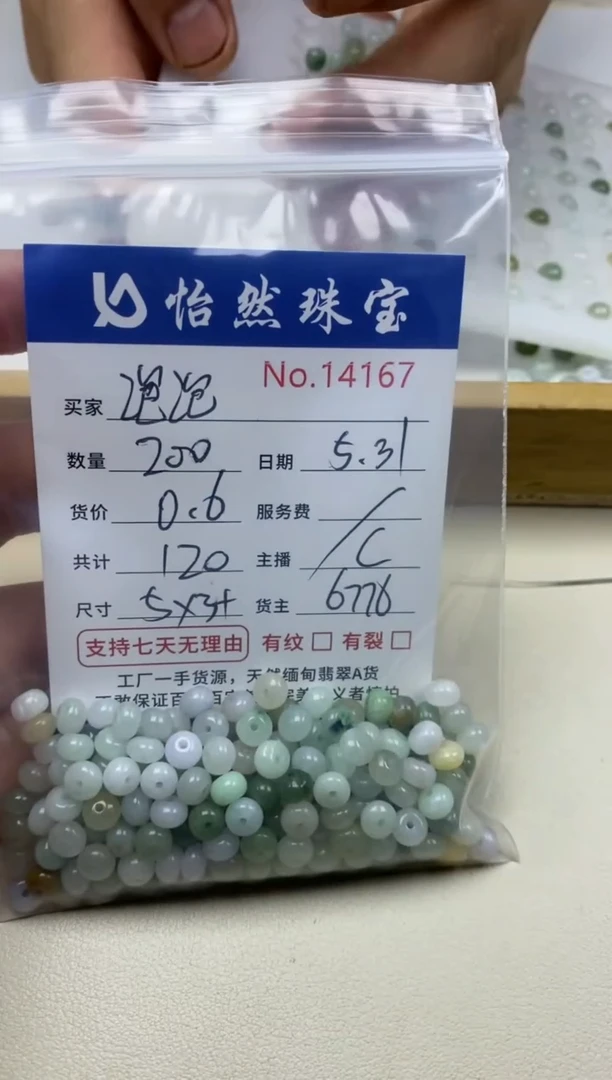 怡然珠宝
No.14167
买家 泡泡
数量 200 日期 5.31
货价 0.6 服务费 /
共计 120 主播 C
尺寸 5x3+ 货主 6776
支持七天无理由 有纹 有裂
工厂一手货源，天然缅甸翡翠A货